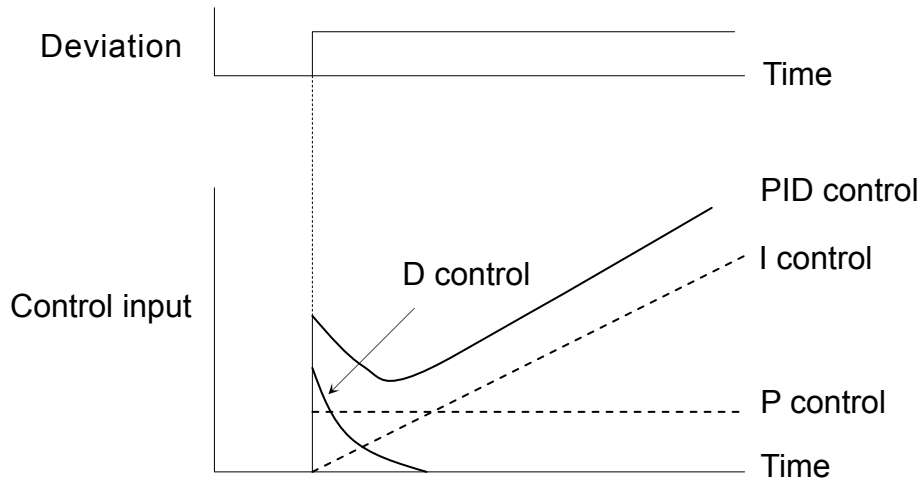 Deviation
Time
PID control
I control
D control
Control input
P control
Time